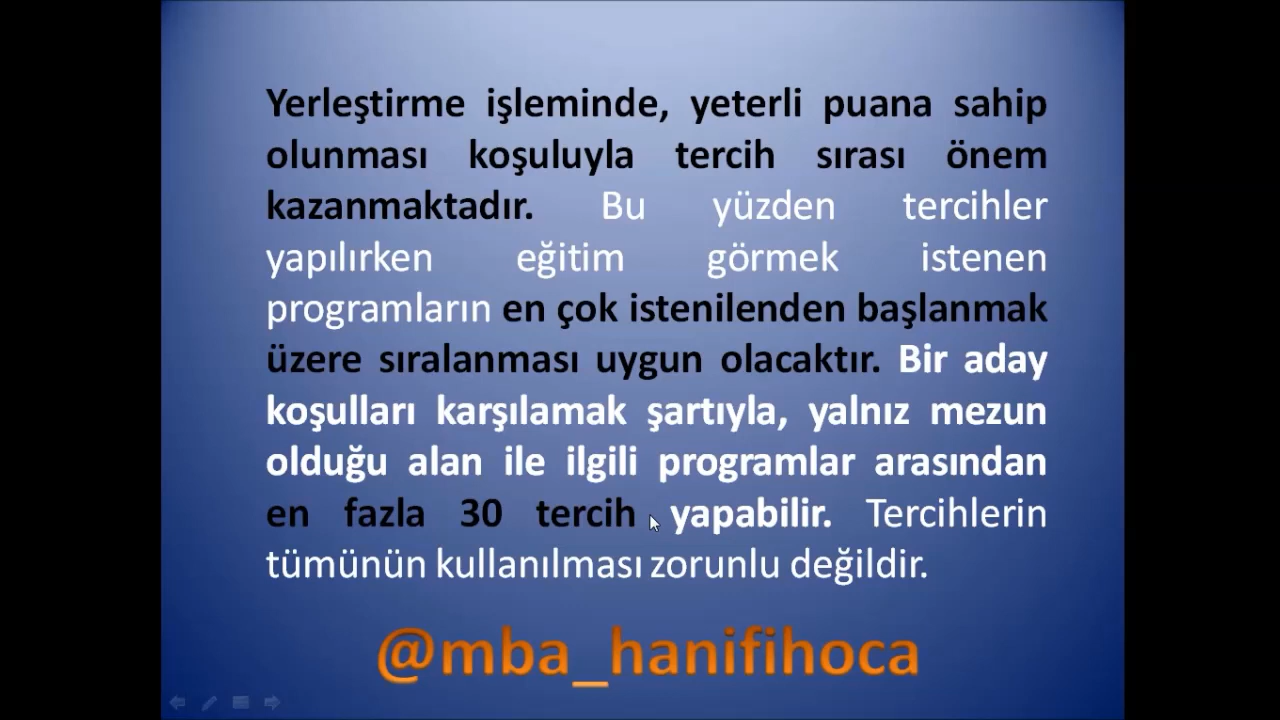 Yerleştirme işleminde, yeterli puana sahip
olunması koşuluyla tercih sırası önem
kazanmaktadır. Bu yüzden tercihler
yapılırken eğitim görmek istenen
programların en çok istenilenden başlanmak
üzere sıralanması uygun olacaktır. Bir aday
koşulları karşılamak şartıyla, yalnız mezun
olduğu alan ile ilgili programlar arasından
en fazla 30 tercih yapabilir. Tercihlerin
tümünün kullanılması zorunlu değildir.
@mba_hanifihoca